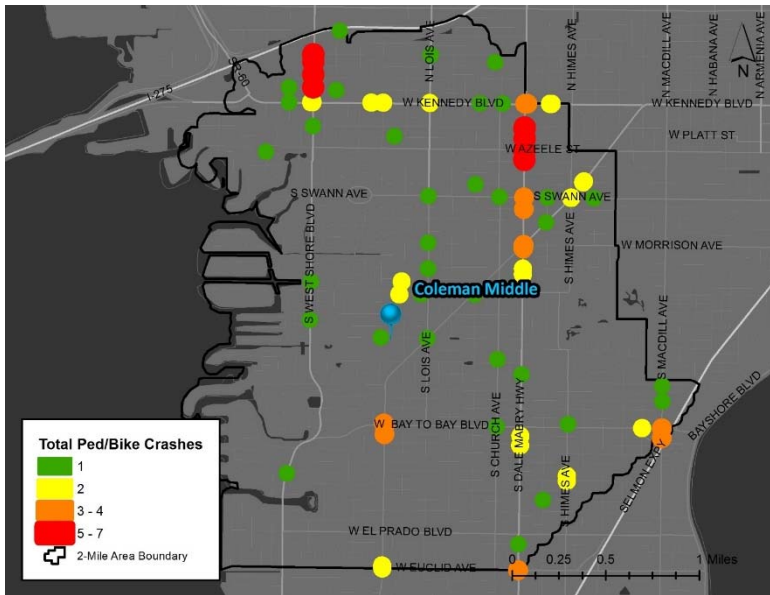 SR-60
I-275
N LOIS AVE
N HIMES AVE
N MACDILL AVE
N HABANA AVE
N ARMENIA AVE
N
W KENNEDY BLVD
W KENNEDY BLVD
W PLATT ST
W AZEELE ST
S SWANN AVE
S SWANN AVE
S WEST SHORE BLVD
S HIMES AVE
W MORRISON AVE
Coleman Middle
S LOIS AVE
S MACDILL AVE
BAYSHORE BLVD
W BAY TO BAY BLVD
S CHURCH AVE
S DALE MABRY HWY
S HIMES AVE
SELMON EXPY
W EL PRADO BLVD
W EUCLID AVE
0 0.25 0.5 1 Miles
Total Ped/Bike Crashes
1
2
3 - 4
5 - 7
2-Mile Area Boundary